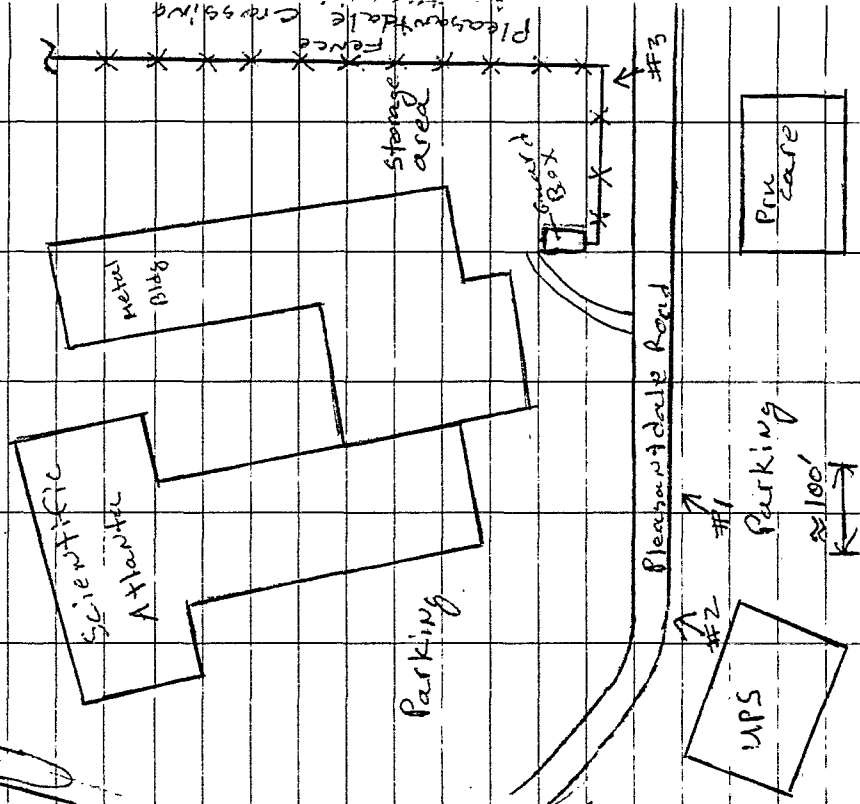 Pleasantdale Crossing
Fence
#3
Storage
area
Guard
Box
Pru
care
Metal
Bldg
Pleasantdale Road
Scientific
Atlanta
Parking
#1
Parking
≈100'
#2
UPS